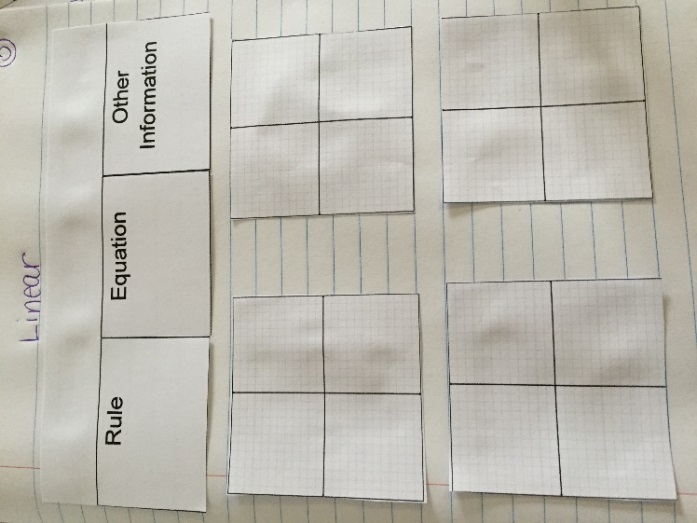 Linear
Rule
Equation
Other
Information